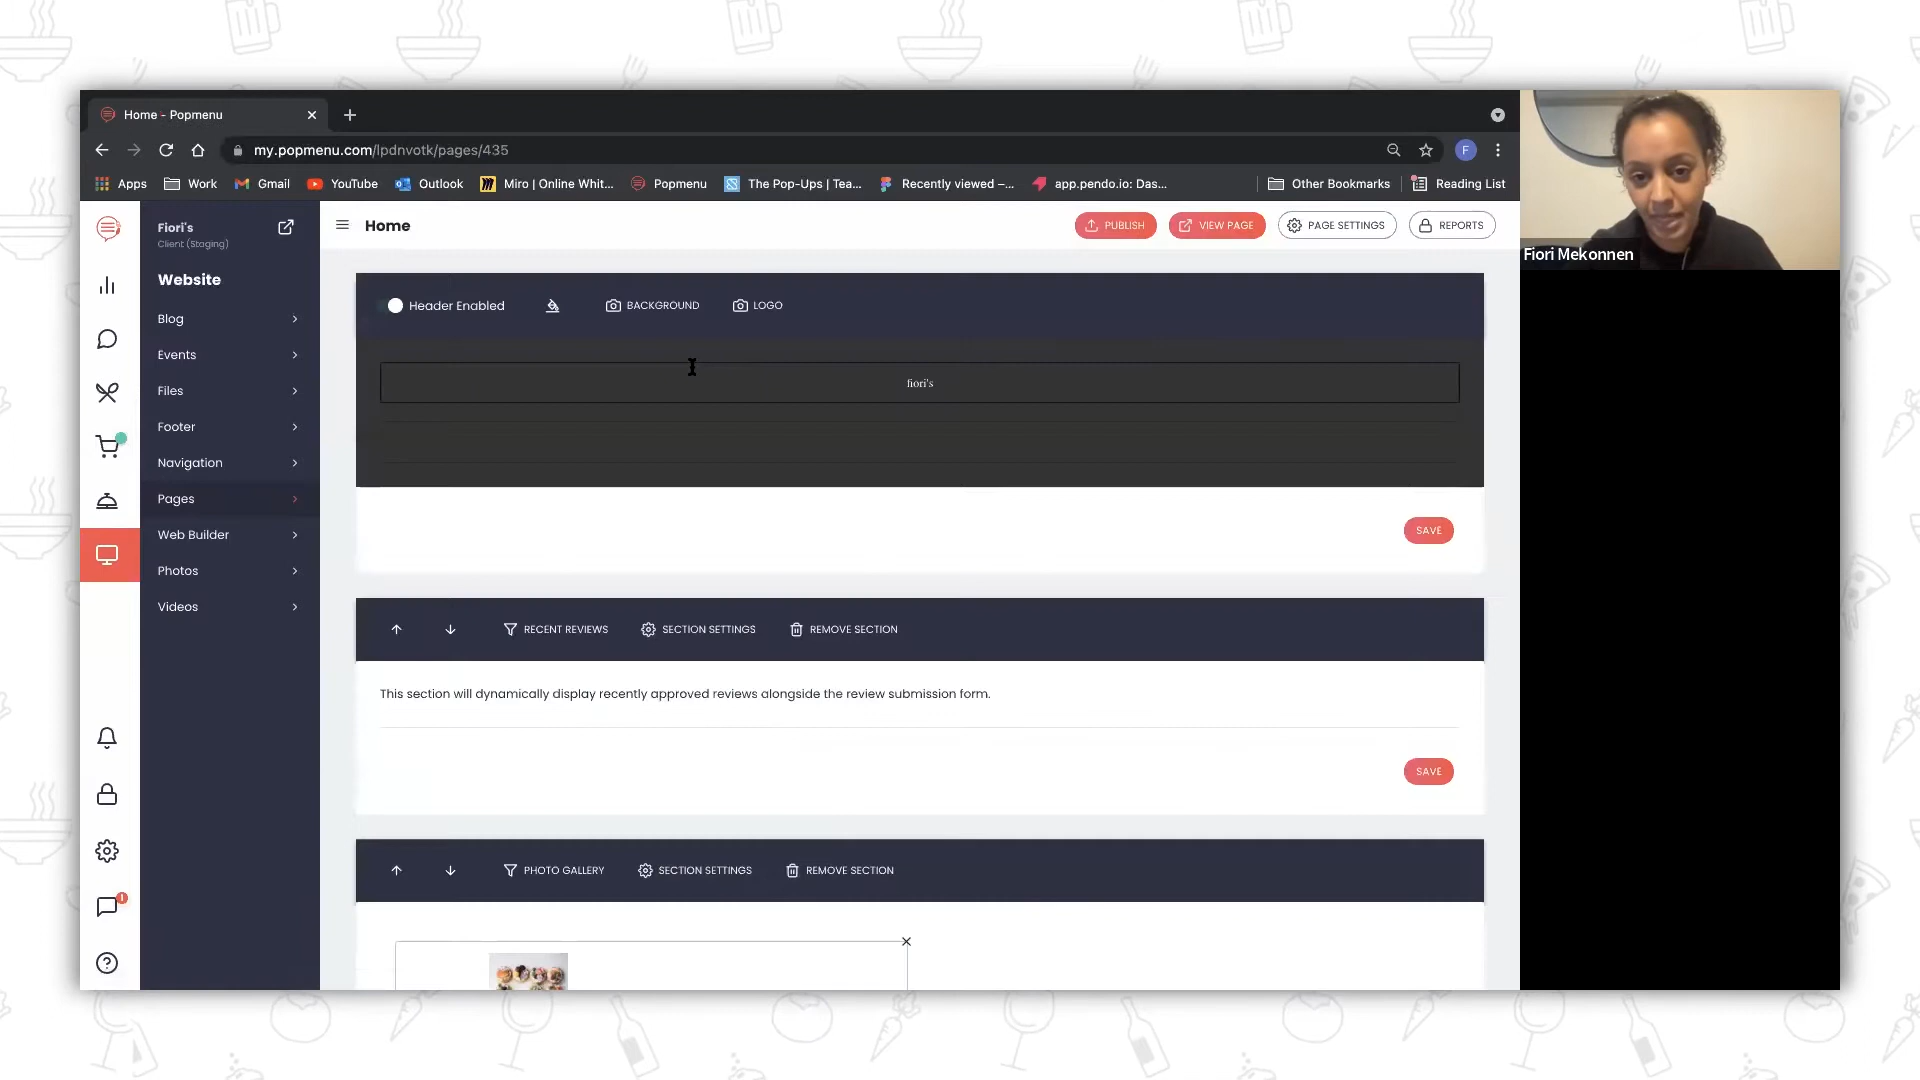 Home - Popmenu
my.popmenu.com/lpdnvotk/pages/435
F
Apps
Work
Gmail
YouTube
Outlook
Miro | Online Whit...
Popmenu
The Pop-Ups | Tea...
Recently viewed –...
app.pendo.io: Das...
Other Bookmarks
Reading List
Fiori's
Client (Staging)
Website
Blog
Events
Files
Footer
Navigation
Pages
Web Builder
Photos
Videos
Home
PUBLISH
VIEW PAGE
PAGE SETTINGS
REPORTS
Header Enabled
BACKGROUND
LOGO
fiori's
SAVE
RECENT REVIEWS
SECTION SETTINGS
REMOVE SECTION
This section will dynamically display recently approved reviews alongside the review submission form.
SAVE
PHOTO GALLERY
SECTION SETTINGS
REMOVE SECTION
Fiori Mekonnen